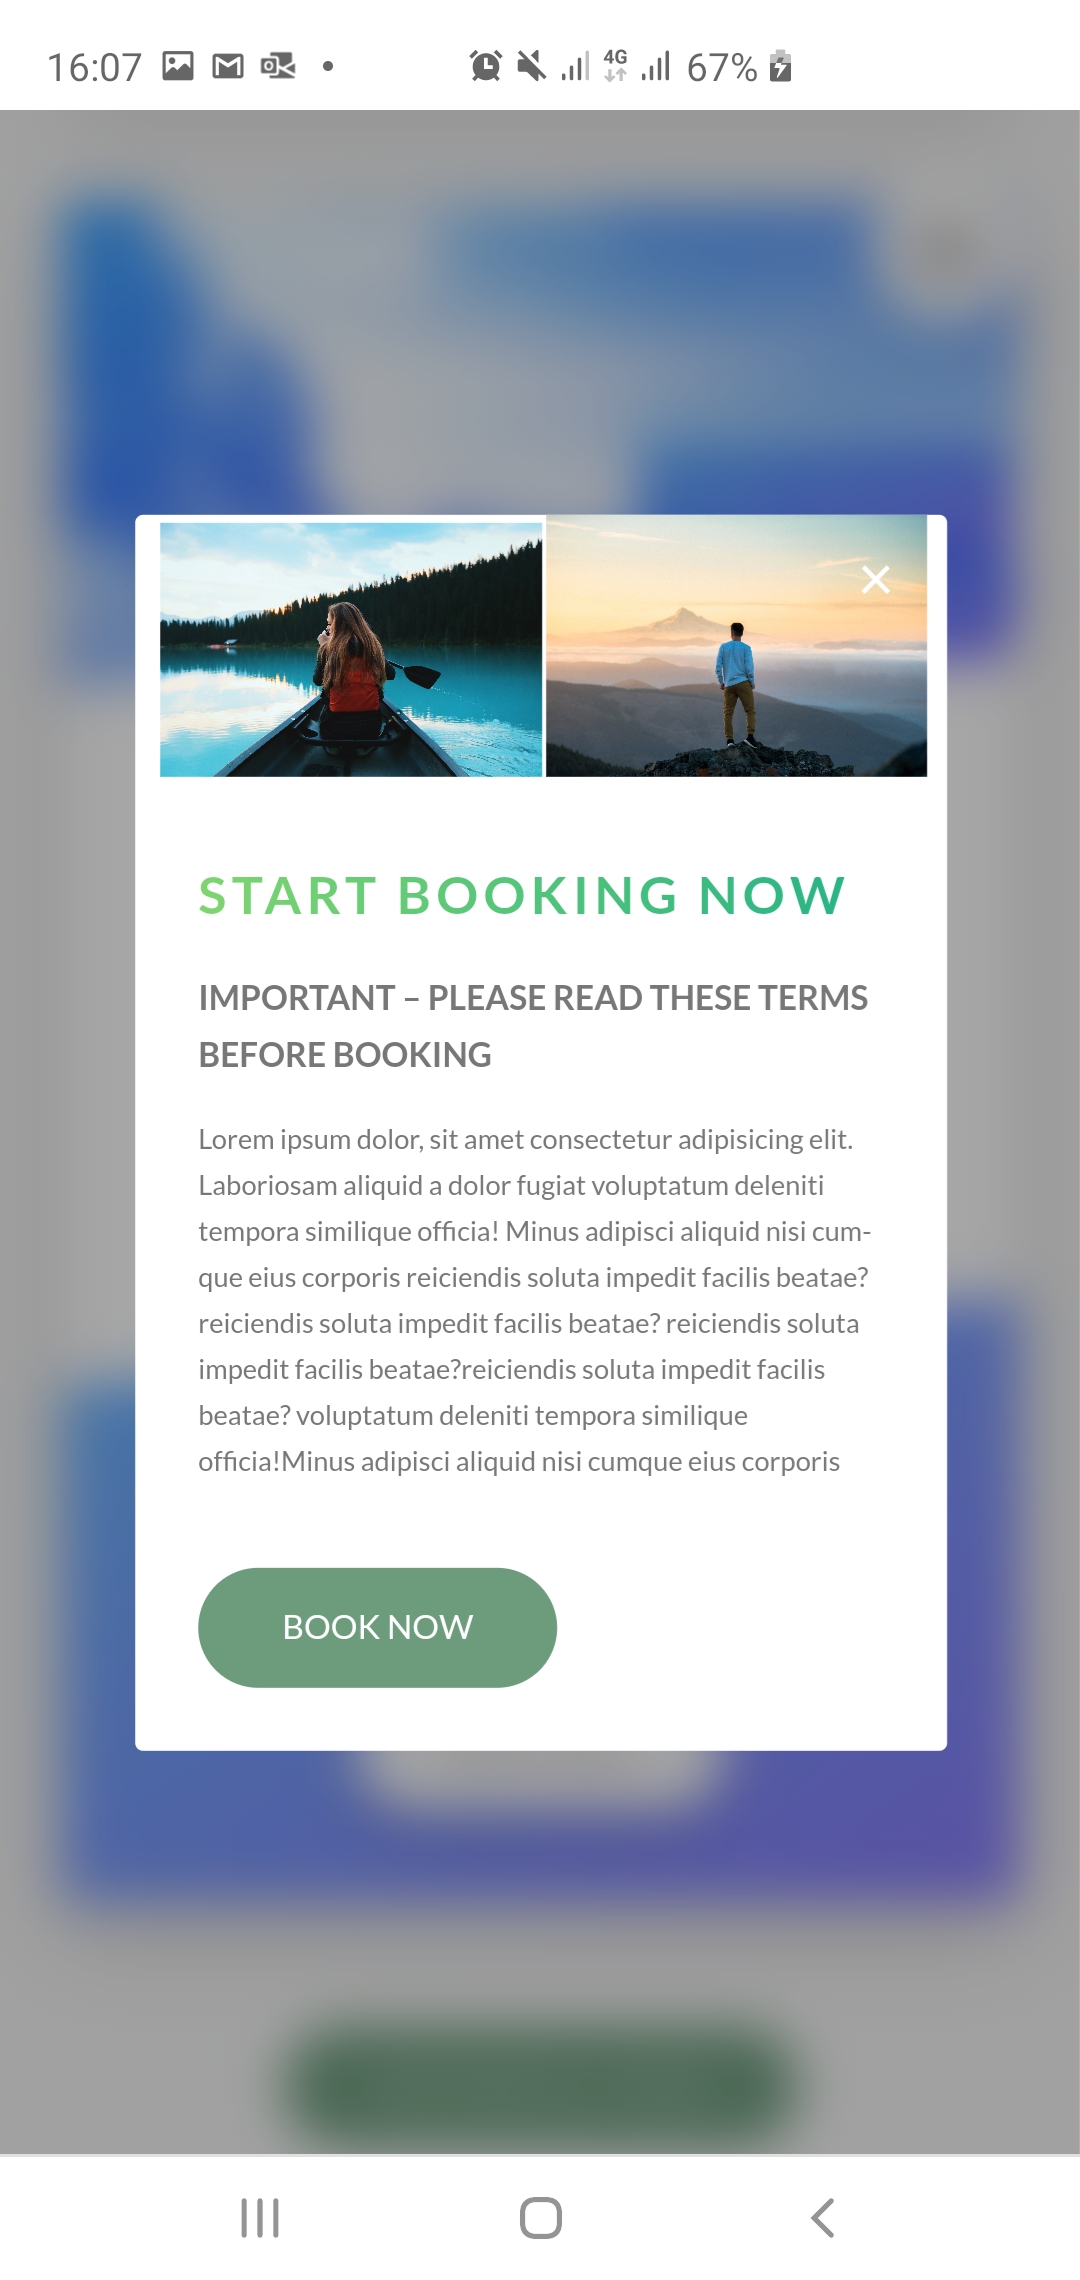 16:07
4G
67%
START BOOKING NOW
IMPORTANT – PLEASE READ THESE TERMS
BEFORE BOOKING
Lorem ipsum dolor, sit amet consectetur adipisicing elit.
Laboriosam aliquid a dolor fugiat voluptatum deleniti
tempora similique officia! Minus adipisci aliquid nisi cum-
que eius corporis reiciendis soluta impedit facilis beatae?
reiciendis soluta impedit facilis beatae? reiciendis soluta
impedit facilis beatae?reiciendis soluta impedit facilis
beatae? voluptatum deleniti tempora similique
officia!Minus adipisci aliquid nisi cumque eius corporis
BOOK NOW